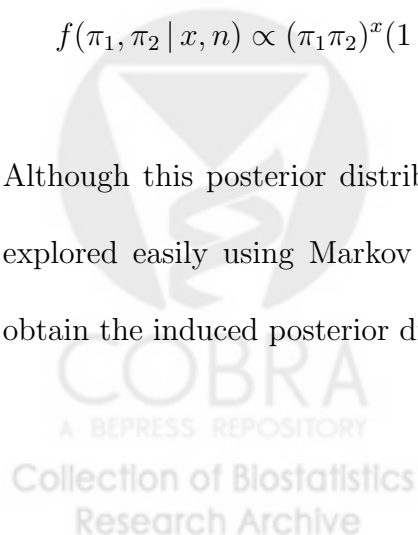 f(π₁, π₂ | x, n) ∝ (π₁π₂)ˣ(1
Although this posterior distrib
explored easily using Markov
obtain the induced posterior d
COBRA
A BEPRESS REPOSITORY
Collection of Biostatistics
Research Archive